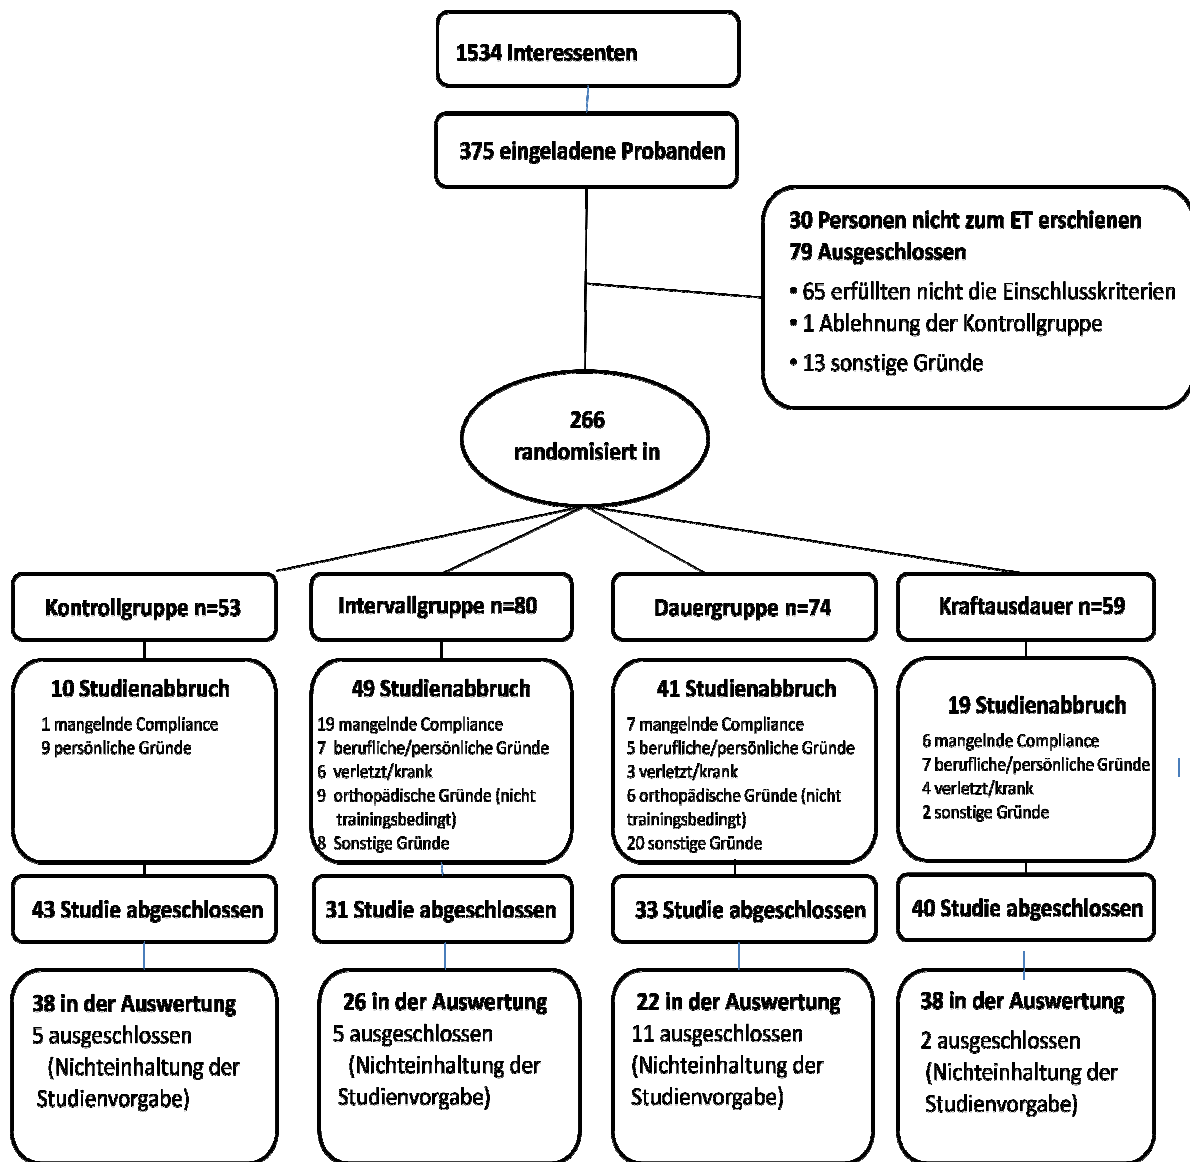 1534 Interessenten
375 eingeladene Probanden
30 Personen nicht zum ET erschienen
79 Ausgeschlossen
• 65 erfüllten nicht die Einschlusskriterien
• 1 Ablehnung der Kontrollgruppe
• 13 sonstige Gründe
266
randomisiert in
Kontrollgruppe n=53
10 Studienabbruch
1 mangelnde Compliance
9 persönliche Gründe
43 Studie abgeschlossen
38 in der Auswertung
5 ausgeschlossen
(Nichteinhaltung der
Studienvorgabe)
Intervallgruppe n=80
49 Studienabbruch
19 mangelnde Compliance
7 berufliche/persönliche Gründe
6 verletzt/krank
9 orthopädische Gründe (nicht
trainingsbedingt)
8 Sonstige Gründe
31 Studie abgeschlossen
26 in der Auswertung
5 ausgeschlossen
(Nichteinhaltung der
Studienvorgabe)
Dauergruppe n=74
41 Studienabbruch
7 mangelnde Compliance
5 berufliche/persönliche Gründe
3 verletzt/krank
6 orthopädische Gründe (nicht
trainingsbedingt)
20 sonstige Gründe
33 Studie abgeschlossen
22 in der Auswertung
11 ausgeschlossen
(Nichteinhaltung der
Studienvorgabe)
Kraftausdauer n=59
19 Studienabbruch
6 mangelnde Compliance
7 berufliche/persönliche Gründe
4 verletzt/krank
2 sonstige Gründe
40 Studie abgeschlossen
38 in der Auswertung
2 ausgeschlossen
(Nichteinhaltung der
Studienvorgabe)